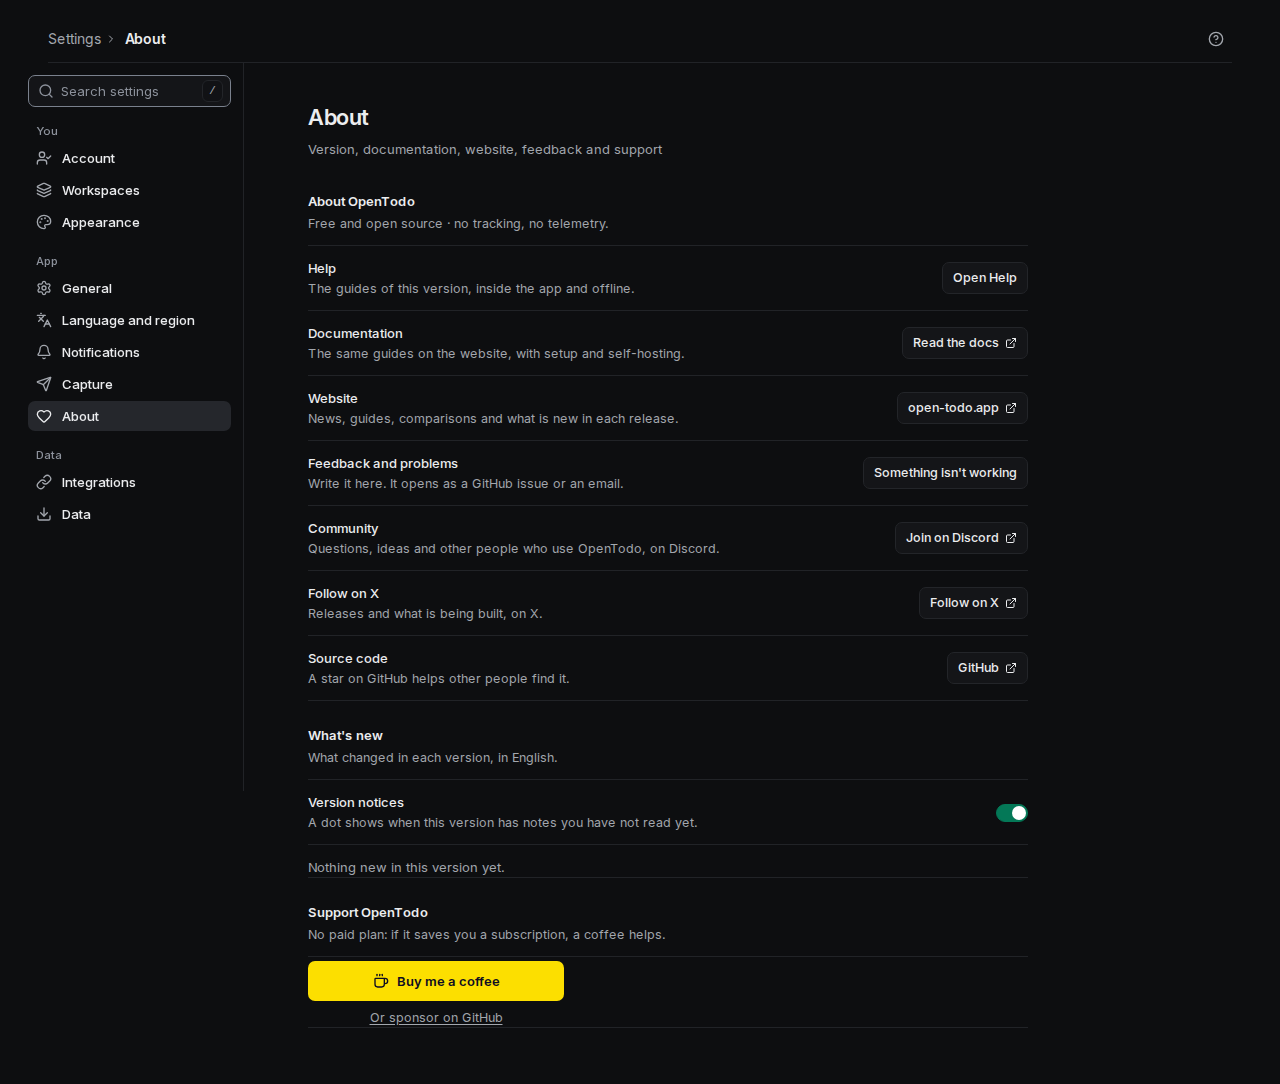 Settings > About
Search settings /
You
Account
Workspaces
Appearance
App
General
Language and region
Notifications
Capture
About
Data
Integrations
Data
About
Version, documentation, website, feedback and support
About OpenTodo
Free and open source · no tracking, no telemetry.
Help
The guides of this version, inside the app and offline.
Open Help
Documentation
The same guides on the website, with setup and self-hosting.
Read the docs
Website
News, guides, comparisons and what is new in each release.
open-todo.app
Feedback and problems
Write it here. It opens as a GitHub issue or an email.
Something isn't working
Community
Questions, ideas and other people who use OpenTodo, on Discord.
Join on Discord
Follow on X
Releases and what is being built, on X.
Follow on X
Source code
A star on GitHub helps other people find it.
GitHub
What's new
What changed in each version, in English.
Version notices
A dot shows when this version has notes you have not read yet.
Nothing new in this version yet.
Support OpenTodo
No paid plan: if it saves you a subscription, a coffee helps.
Buy me a coffee
Or sponsor on GitHub